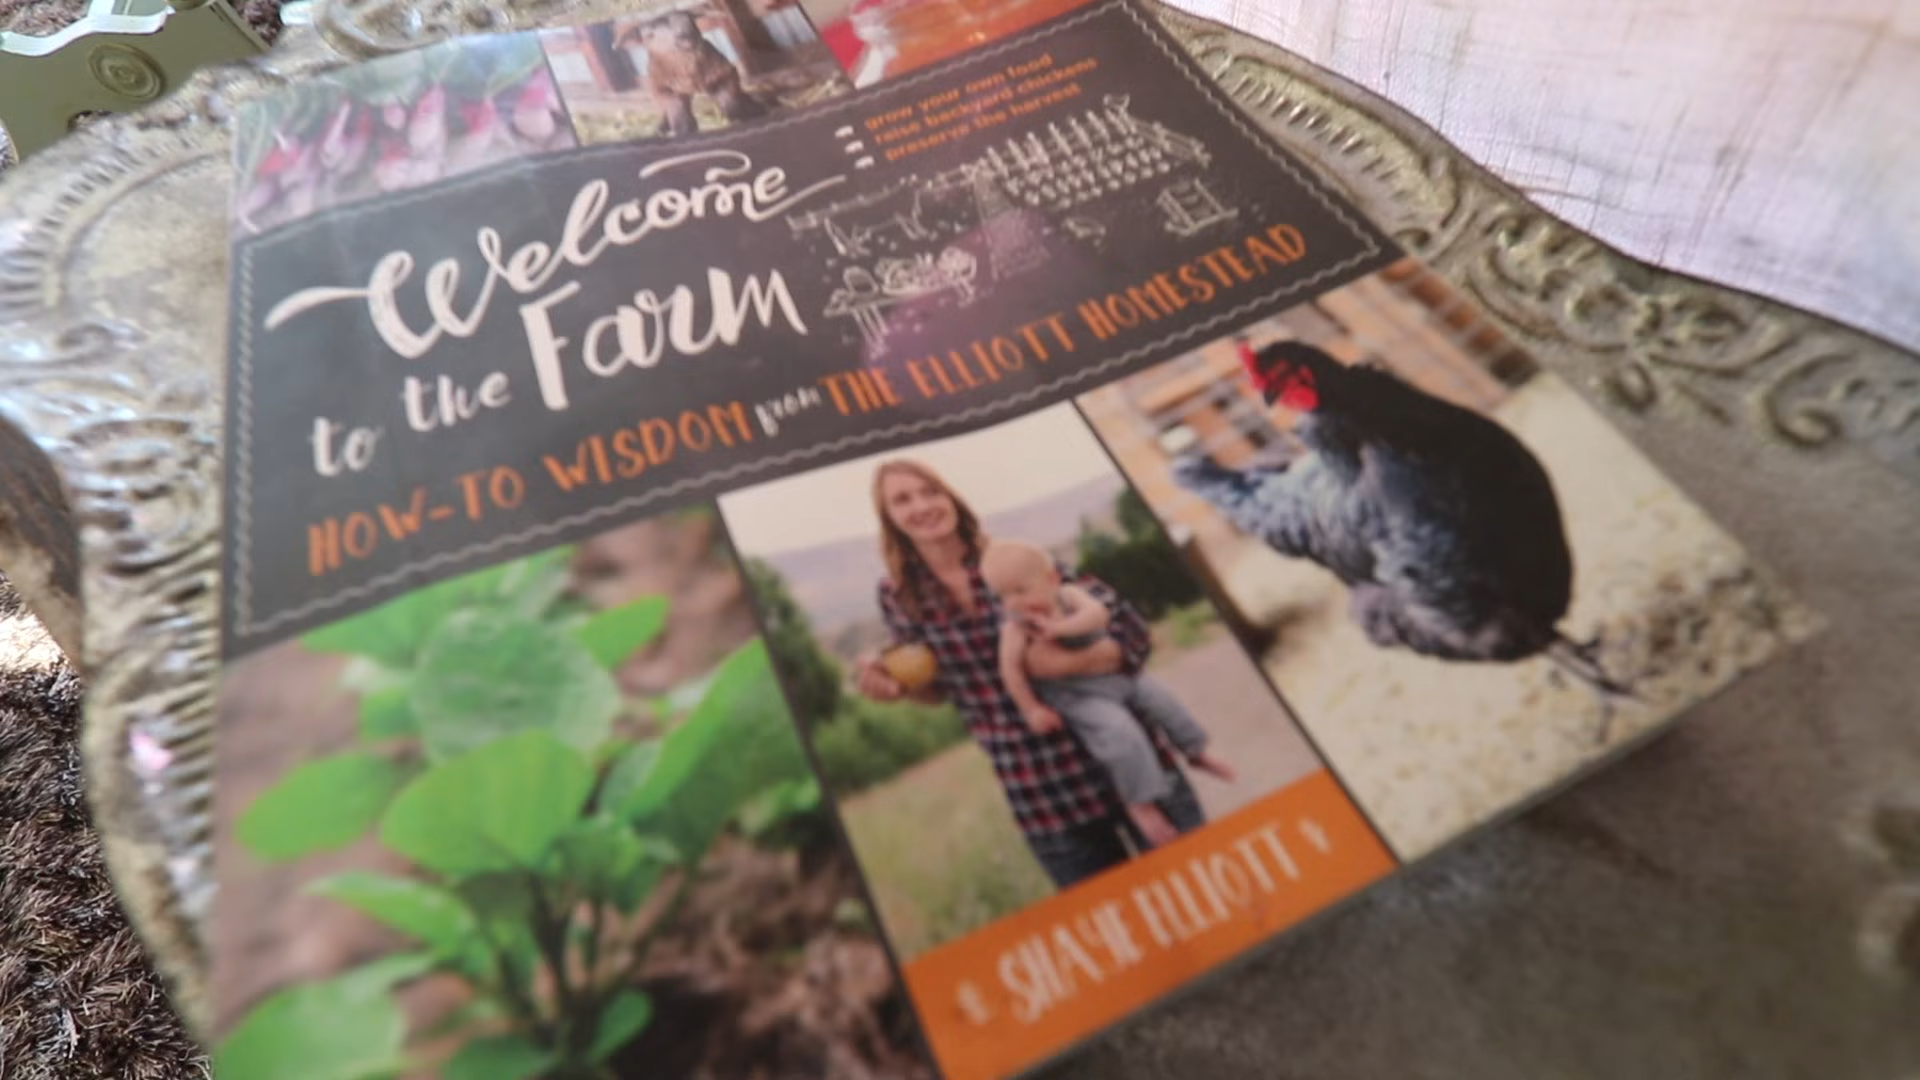 grow your own food
raise backyard chickens
preserve the harvest
Welcome
to the Farm
HOW-TO WISDOM from THE ELLIOTT HOMESTEAD
SHAYE ELLIOTT